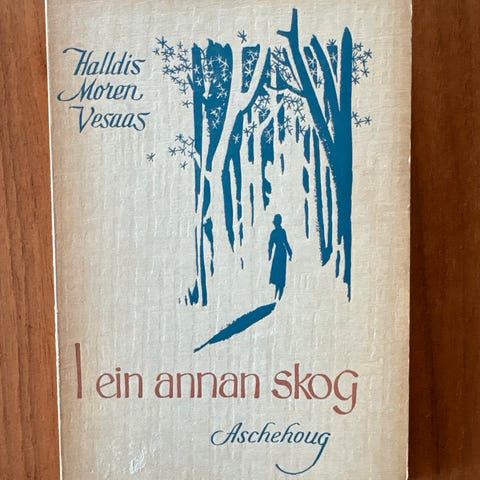 Halldis
Moren
Vesaas
I ein annan skog
Aschehoug